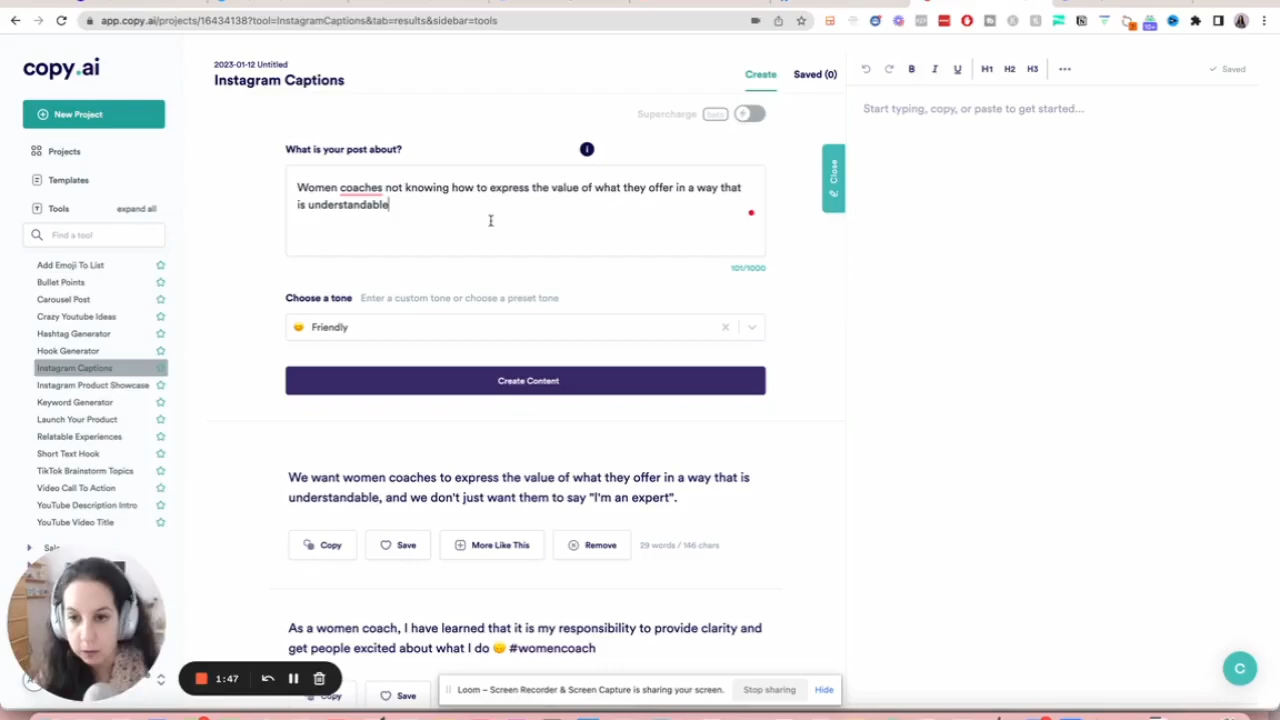 app.copy.ai/projects/16434138?tool=InstagramCaptions&tab=results&sidebar=tools
copy.ai
New Project
Projects
Templates
Tools
expand all
Find a tool
Add Emoji To List
Bullet Points
Carousel Post
Crazy Youtube Ideas
Hashtag Generator
Hook Generator
Instagram Captions
Instagram Product Showcase
Keyword Generator
Launch Your Product
Relatable Experiences
Short Text Hook
TikTok Brainstorm Topics
Video Call To Action
YouTube Description Intro
YouTube Video Title
2023-01-12 Untitled
Instagram Captions
Create
Saved (0)
Supercharge beta
What is your post about?
Women coaches not knowing how to express the value of what they offer in a way that
is understandable
101/1000
Choose a tone Enter a custom tone or choose a preset tone
Friendly
Create Content
We want women coaches to express the value of what they offer in a way that is
understandable, and we don't just want them to say "I'm an expert".
Copy
Save
More Like This
Remove
29 words / 146 chars
As a women coach, I have learned that it is my responsibility to provide clarity and
get people excited about what I do 😊 #womencoach
Copy
Save
Close
B I U H1 H2 H3
Saved
Start typing, copy, or paste to get started...
1:47
Loom – Screen Recorder & Screen Capture is sharing your screen.
Stop sharing
Hide
C